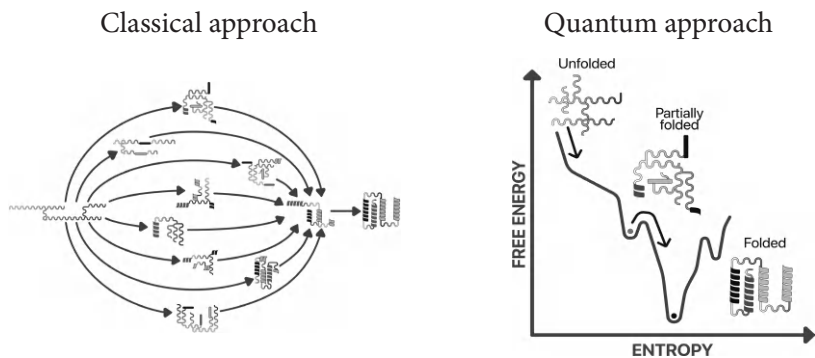 Classical approach
Quantum approach
Unfolded
Partially
folded
Folded
FREE ENERGY
ENTROPY